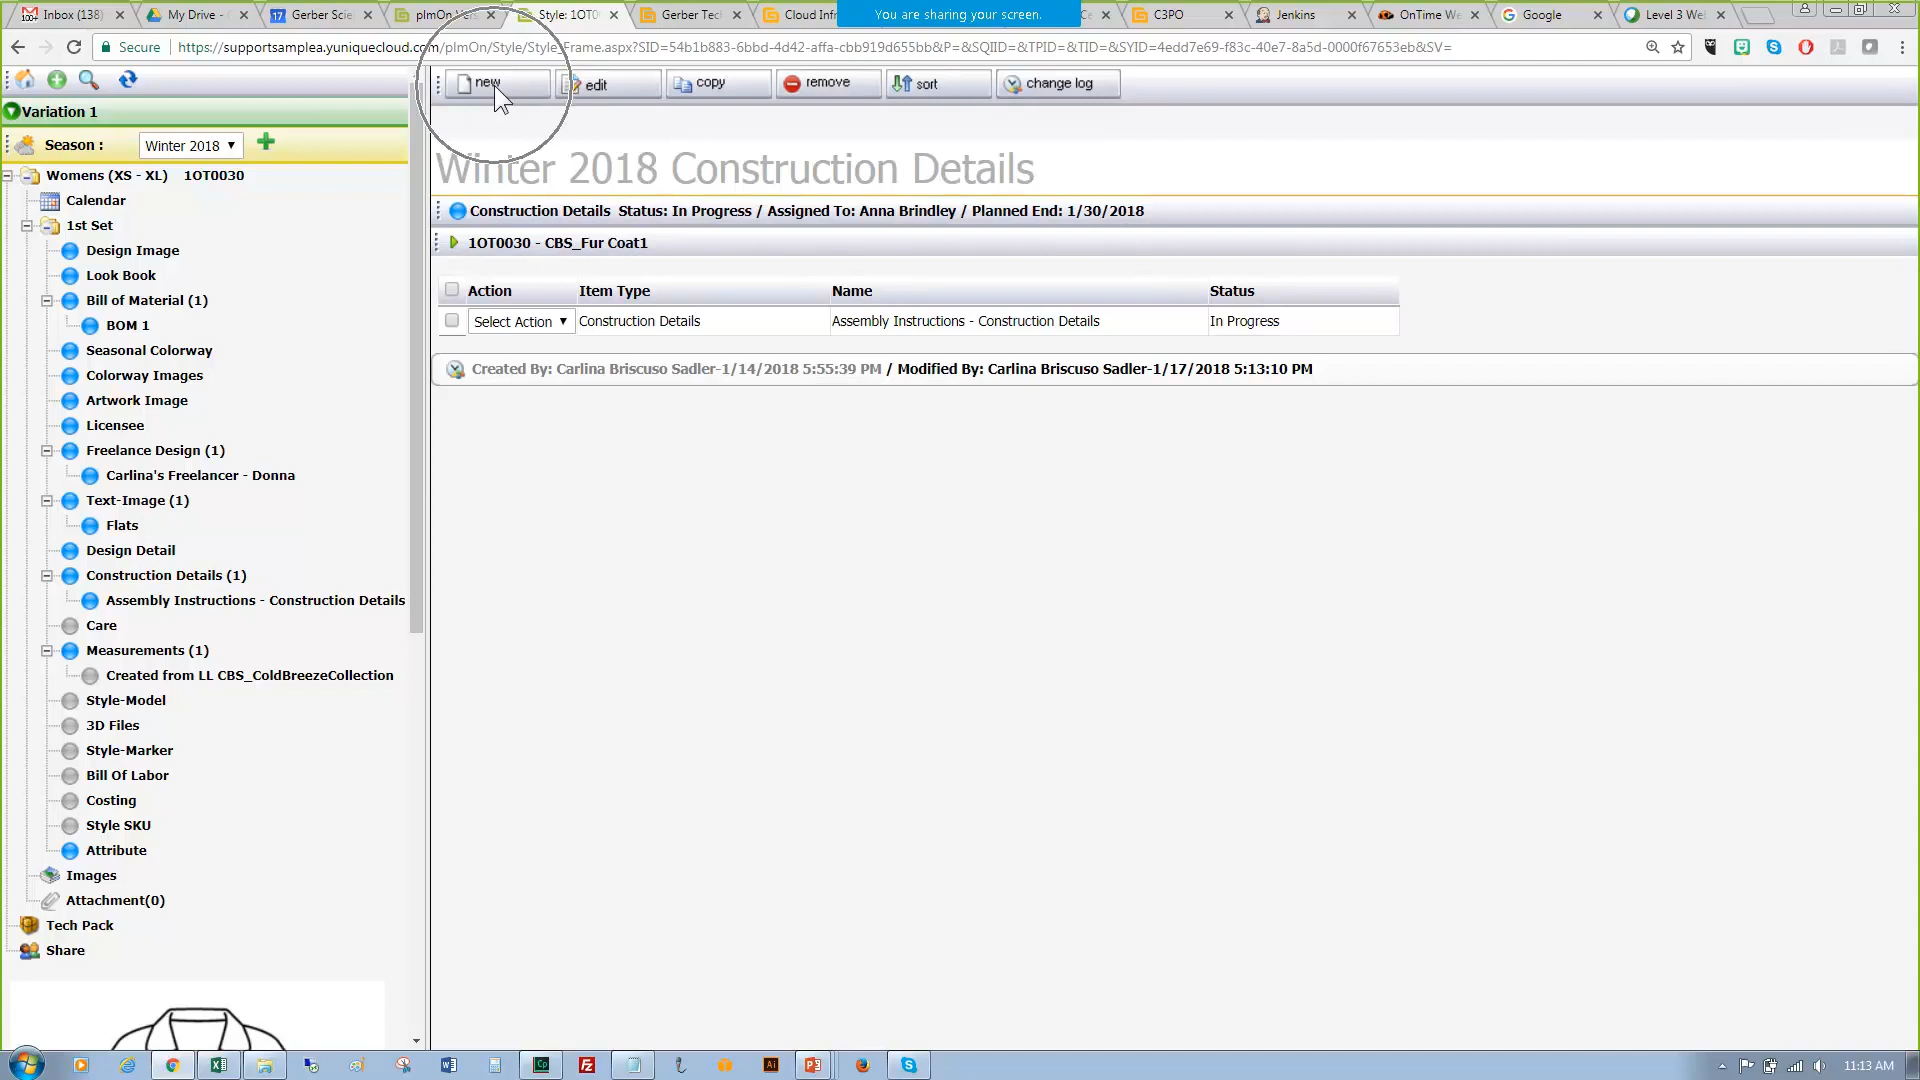 Inbox (138)
My Drive -
17 Gerber Scie
plmOn Vers
Style: 1OT0
Gerber Tec
Cloud Infr
You are sharing your screen.
C3PO
Jenkins
OnTime We
Google
Level 3 We
Secure
https://supportsamplea.yuniquecloud.com/plmOn/Style/Style_Frame.aspx?SID=54b1b883-6bbd-4d42-affa-cbb919d655bb&P=&SQIID=&TPID=&TID=&SYID=4edd7e69-f83c-40e7-8a5d-0000f67653eb&SV=
new
edit
copy
remove
sort
change log
Variation 1
Season :
Winter 2018
Womens (XS - XL) 1OT0030
Calendar
1st Set
Design Image
Look Book
Bill of Material (1)
BOM 1
Seasonal Colorway
Colorway Images
Artwork Image
Licensee
Freelance Design (1)
Carlina's Freelancer - Donna
Text-Image (1)
Flats
Design Detail
Construction Details (1)
Assembly Instructions - Construction Details
Care
Measurements (1)
Created from LL CBS_ColdBreezeCollection
Style-Model
3D Files
Style-Marker
Bill Of Labor
Costing
Style SKU
Attribute
Images
Attachment(0)
Tech Pack
Share
Winter 2018 Construction Details
Construction Details Status: In Progress / Assigned To: Anna Brindley / Planned End: 1/30/2018
1OT0030 - CBS_Fur Coat1
Action Item Type Name Status
Select Action Construction Details Assembly Instructions - Construction Details In Progress
Created By: Carlina Briscuso Sadler-1/14/2018 5:55:39 PM / Modified By: Carlina Briscuso Sadler-1/17/2018 5:13:10 PM
11:13 AM